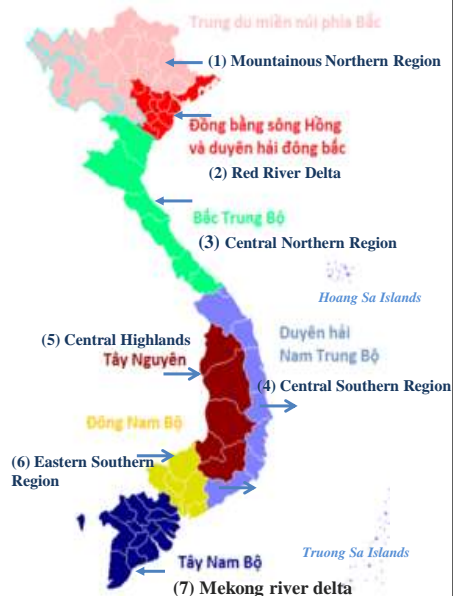 Trung du miền núi phía Bắc
(1) Mountainous Northern Region
Đồng bằng sông Hồng
và duyên hải đông bắc
(2) Red River Delta
Bắc Trung Bộ
(3) Central Northern Region
Hoang Sa Islands
(5) Central Highlands
Tây Nguyên
Duyên hải
Nam Trung Bộ
(4) Central Southern Region
Đông Nam Bộ
(6) Eastern Southern
Region
Tây Nam Bộ
Truong Sa Islands
(7) Mekong river delta